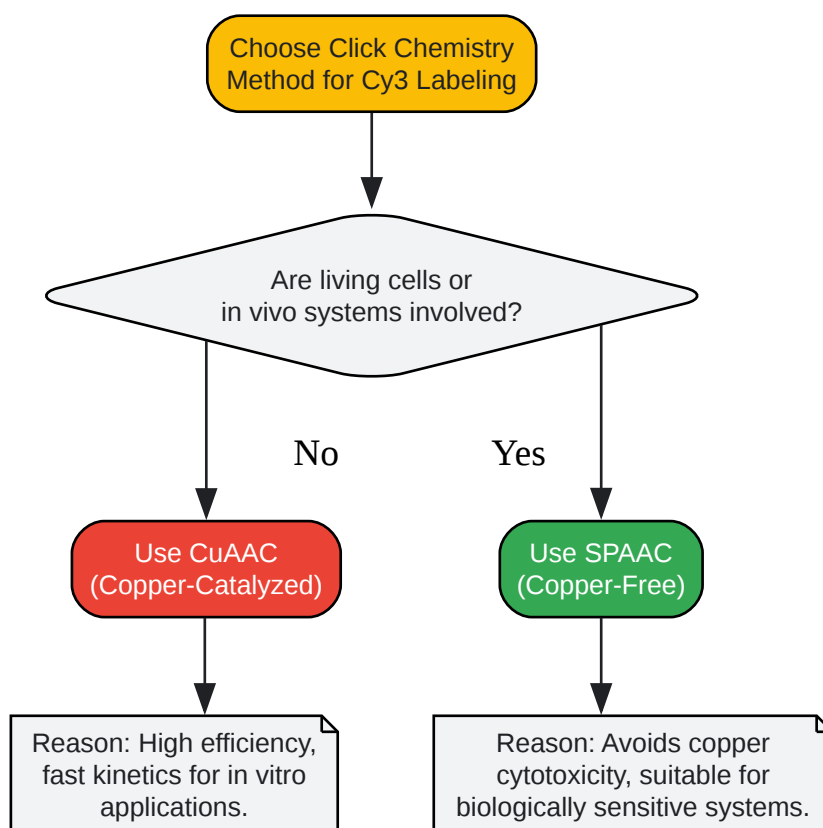 Choose Click Chemistry
Method for Cy3 Labeling
Are living cells or
in vivo systems involved?
No
Yes
Use CuAAC
(Copper-Catalyzed)
Use SPAAC
(Copper-Free)
Reason: High efficiency,
fast kinetics for in vitro
applications.
Reason: Avoids copper
cytotoxicity, suitable for
biologically sensitive systems.